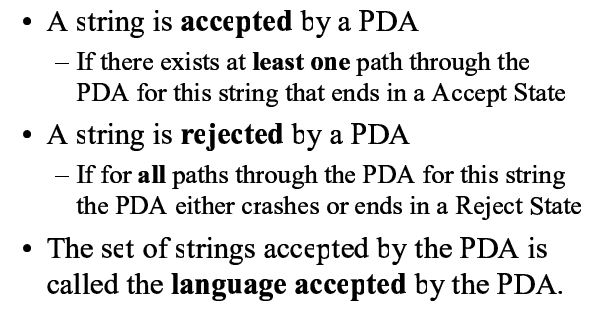 • A string is accepted by a PDA
– If there exists at least one path through the
PDA for this string that ends in a Accept State
• A string is rejected by a PDA
– If for all paths through the PDA for this string
the PDA either crashes or ends in a Reject State
• The set of strings accepted by the PDA is
called the language accepted by the PDA.